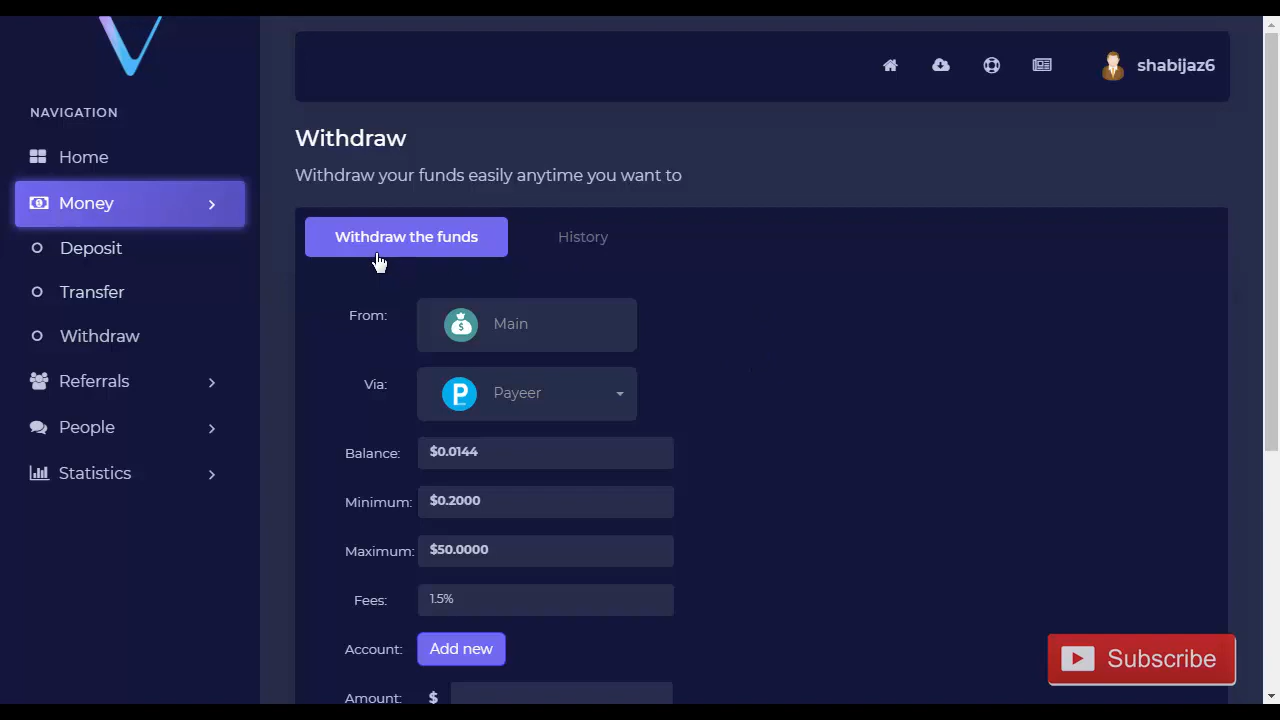 NAVIGATION
Home
Money
Deposit
Transfer
Withdraw
Referrals
People
Statistics
shabijaz6
Withdraw
Withdraw your funds easily anytime you want to
Withdraw the funds
History
From: Main
Via: P Payeer
Balance: $0.0144
Minimum: $0.2000
Maximum: $50.0000
Fees: 1.5%
Account: Add new
Amount: $
Subscribe